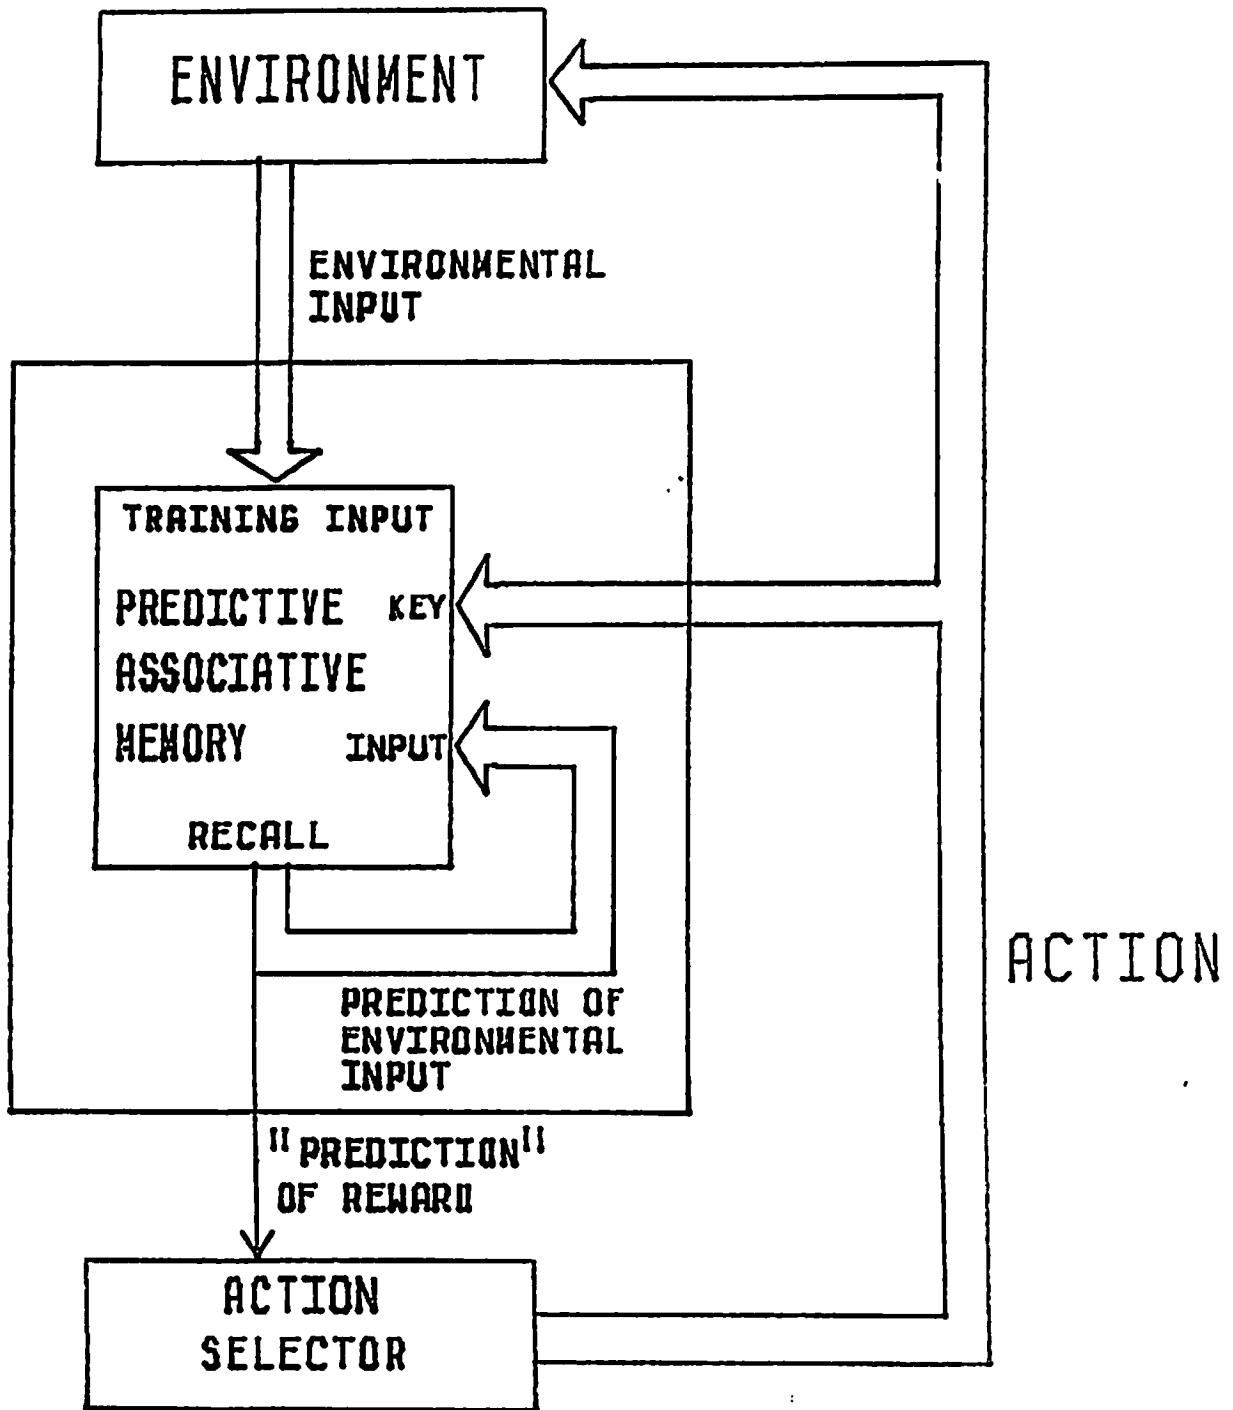 ENVIRONMENT
ENVIRONMENTAL
INPUT
TRAINING INPUT
PREDICTIVE KEY
ASSOCIATIVE
MEMORY INPUT
RECALL
PREDICTION OF
ENVIRONMENTAL
INPUT
ACTION
"PREDICTION"
OF REWARD
ACTION
SELECTOR